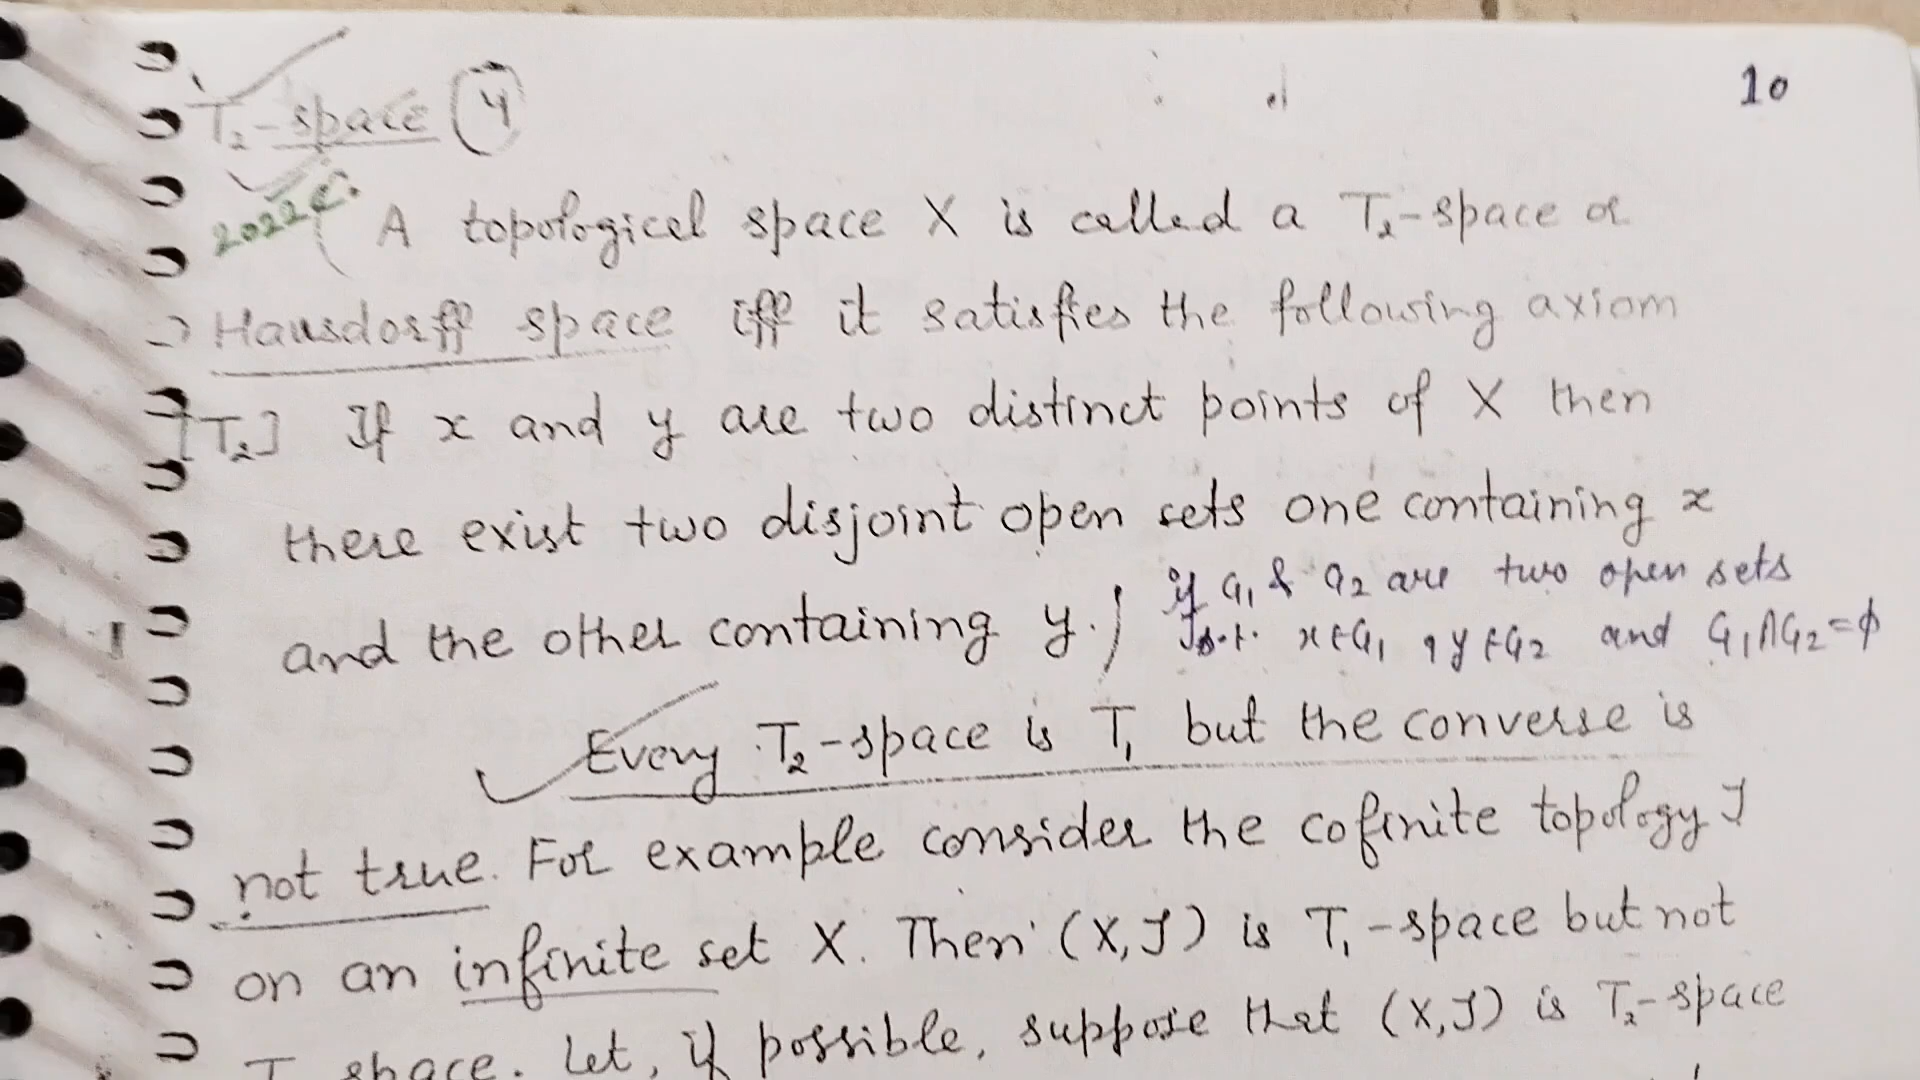 10
T₂-space (4)
2022C.
A topological space X is called a T₂-space or
Hausdorff space iff it satisfies the following axiom
[T₂] If x and y are two distinct points of X then
there exist two disjoint open sets one containing x
and the other containing y.)
if G₁ & G₂ are two open sets
s.t. x∈G₁, y∈G₂ and G₁∩G₂=ϕ
Every T₂-space is T₁ but the converse is
not true. For example consider the cofinite topology J
on an infinite set X. Then (X,J) is T₁-space but not
space. Let, if possible, suppose that (X,J) is T₂-space